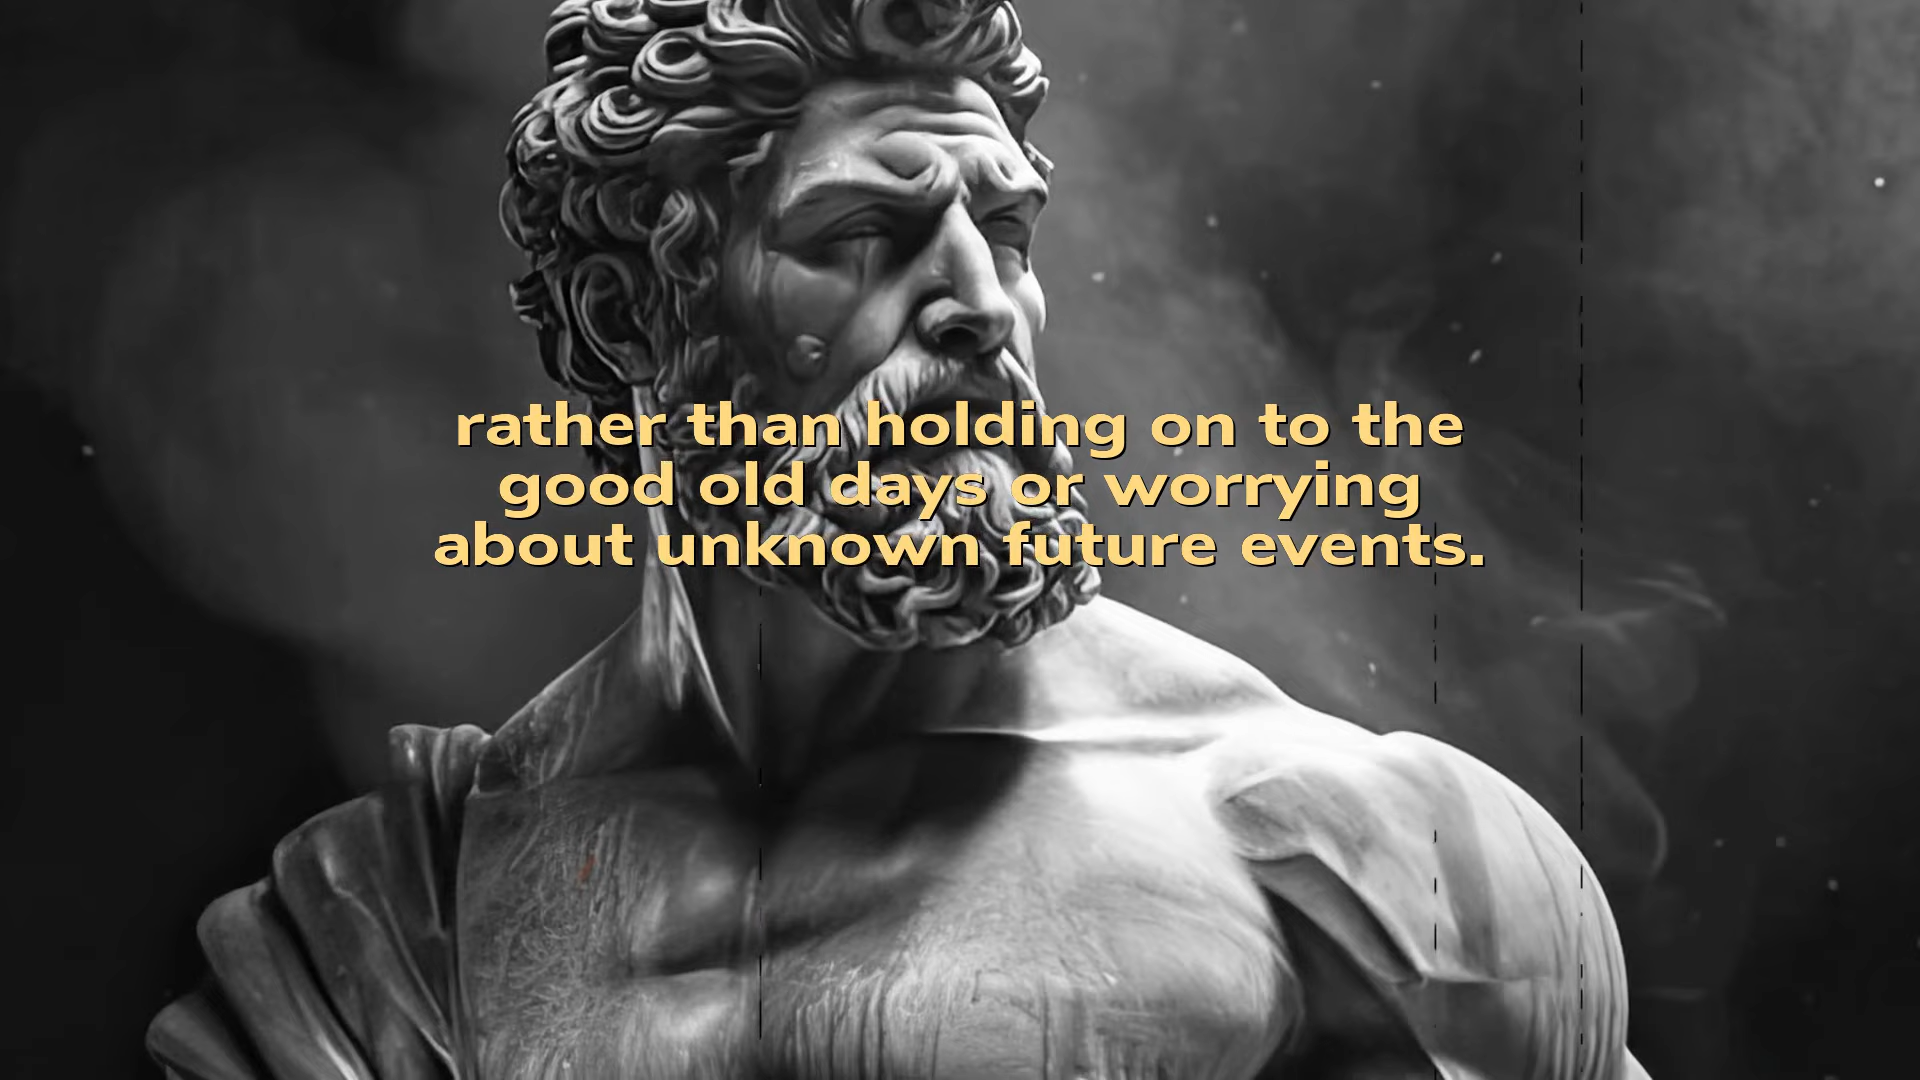 rather than holding on to the
good old days or worrying
about unknown future events.